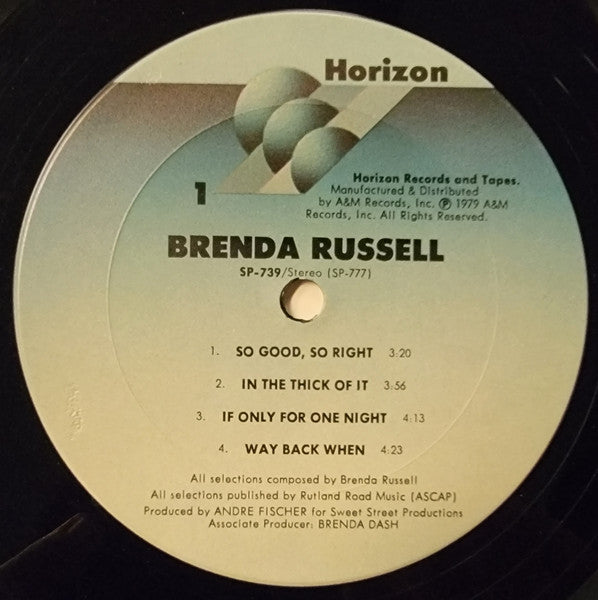 Horizon
Horizon Records and Tapes.
Manufactured & Distributed
by A&M Records, Inc. ℗ 1979 A&M
Records, Inc. All Rights Reserved.
1
BRENDA RUSSELL
SP-739/Stereo (SP-777)
1. SO GOOD, SO RIGHT 3:20
2. IN THE THICK OF IT 3:56
3. IF ONLY FOR ONE NIGHT 4:13
4. WAY BACK WHEN 4:23
All selections composed by Brenda Russell
All selections published by Rutland Road Music (ASCAP)
Produced by ANDRE FISCHER for Sweet Street Productions
Associate Producer: BRENDA DASH